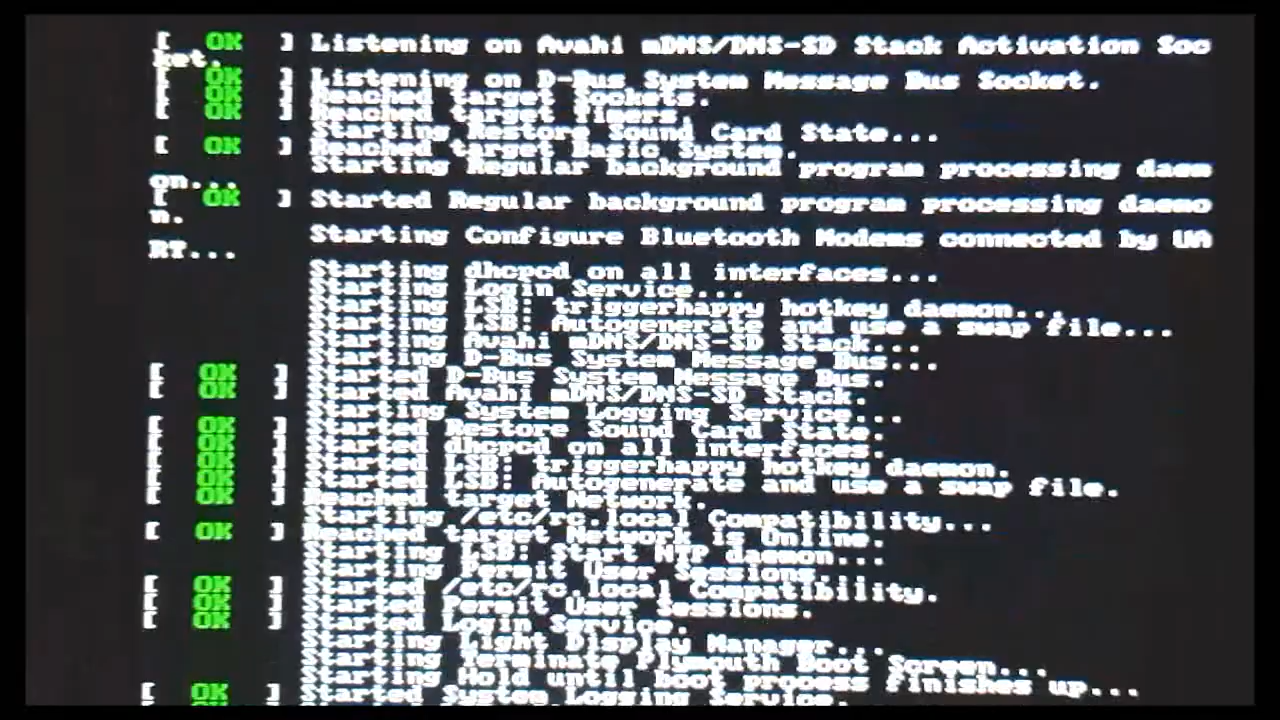 [ OK ] Listening on Avahi mDNS/DNS-SD Stack Activation Soc
ket.
[ OK ] Listening on D-Bus System Message Bus Socket.
[ OK ] Reached target Sockets.
[ OK ] Reached target Timers.
Starting Restore Sound Card State...
[ OK ] Reached target Basic System.
Starting Regular background program processing daem
on...
[ OK ] Started Regular background program processing daemo
n.
Starting Configure Bluetooth Modems connected by UA
RT...
Starting dhcpcd on all interfaces...
Starting Login Service...
Starting LSB: triggerhappy hotkey daemon...
Starting LSB: Autogenerate and use a swap file...
Starting Avahi mDNS/DNS-SD Stack...
Starting D-Bus System Message Bus...
[ OK ] Started D-Bus System Message Bus.
[ OK ] Started Avahi mDNS/DNS-SD Stack.
Starting System Logging Service...
[ OK ] Started Restore Sound Card State.
[ OK ] Started dhcpcd on all interfaces.
[ OK ] Started LSB: triggerhappy hotkey daemon.
[ OK ] Started LSB: Autogenerate and use a swap file.
[ OK ] Reached target Network.
Starting /etc/rc.local Compatibility...
[ OK ] Reached target Network is Online.
Starting LSB: Start NTP daemon...
Starting Permit User Sessions...
[ OK ] Started /etc/rc.local Compatibility.
[ OK ] Started Permit User Sessions.
[ OK ] Started Login Service.
Starting Light Display Manager...
Starting Terminate Plymouth Boot Screen...
Starting Hold until boot process finishes up...
[ OK ] Started System Logging Service.